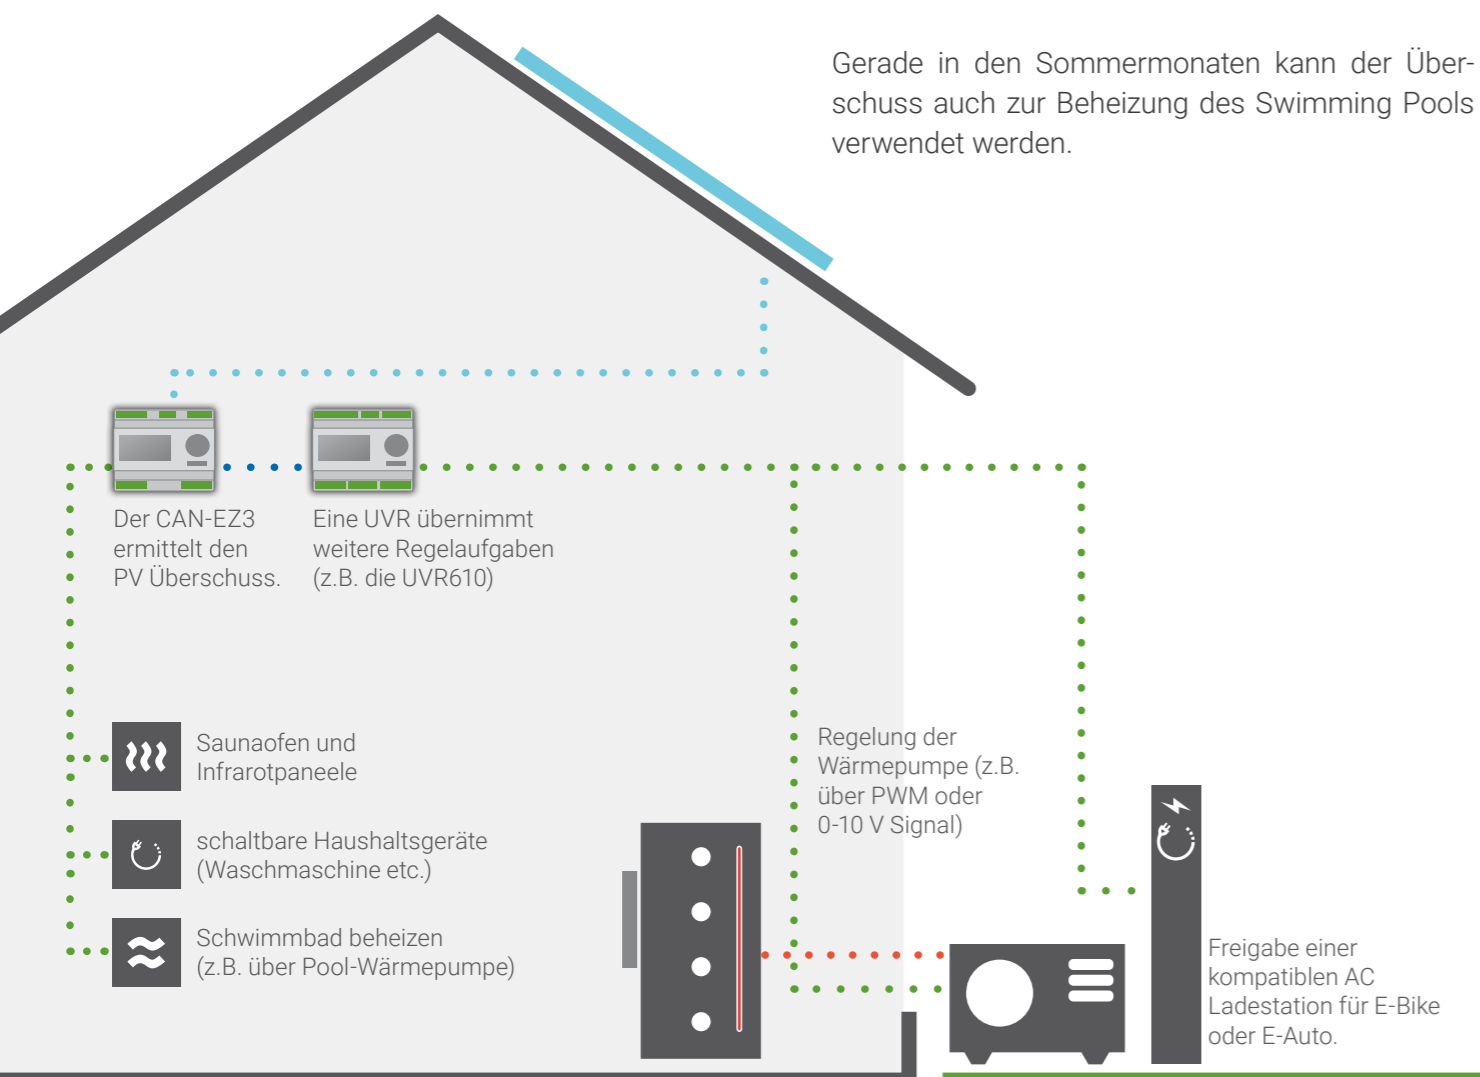 Gerade in den Sommermonaten kann der Über-
schuss auch zur Beheizung des Swimming Pools
verwendet werden.
Der CAN-EZ3
ermittelt den
PV Überschuss.
Eine UVR übernimmt
weitere Regelaufgaben
(z.B. die UVR610)
Saunaofen und
Infrarotpaneele
schaltbare Haushaltsgeräte
(Waschmaschine etc.)
Schwimmbad beheizen
(z.B. über Pool-Wärmepumpe)
Regelung der
Wärmepumpe (z.B.
über PWM oder
0-10 V Signal)
Freigabe einer
kompatiblen AC
Ladestation für E-Bike
oder E-Auto.